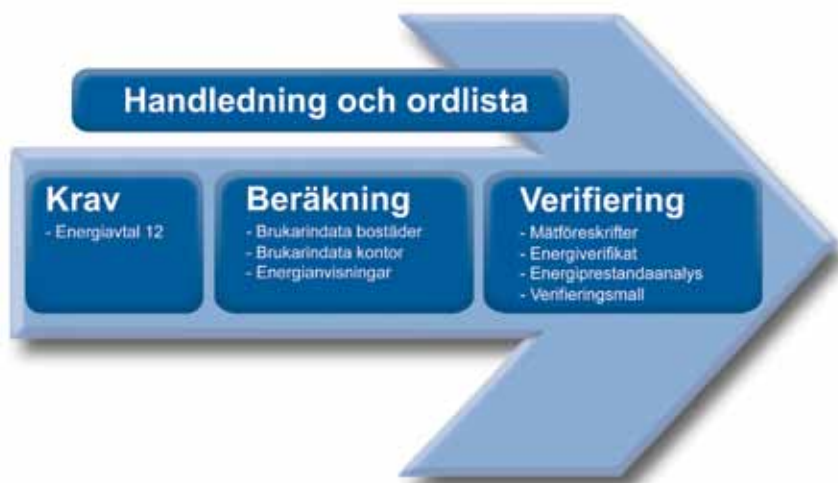 Handledning och ordlista
Krav
- Energiavtal 12
Beräkning
- Brukarindata bostäder
- Brukarindata kontor
- Energianvisningar
Verifiering
- Mätföreskrifter
- Energiverifikat
- Energiprestandaanalys
- Verifieringsmall